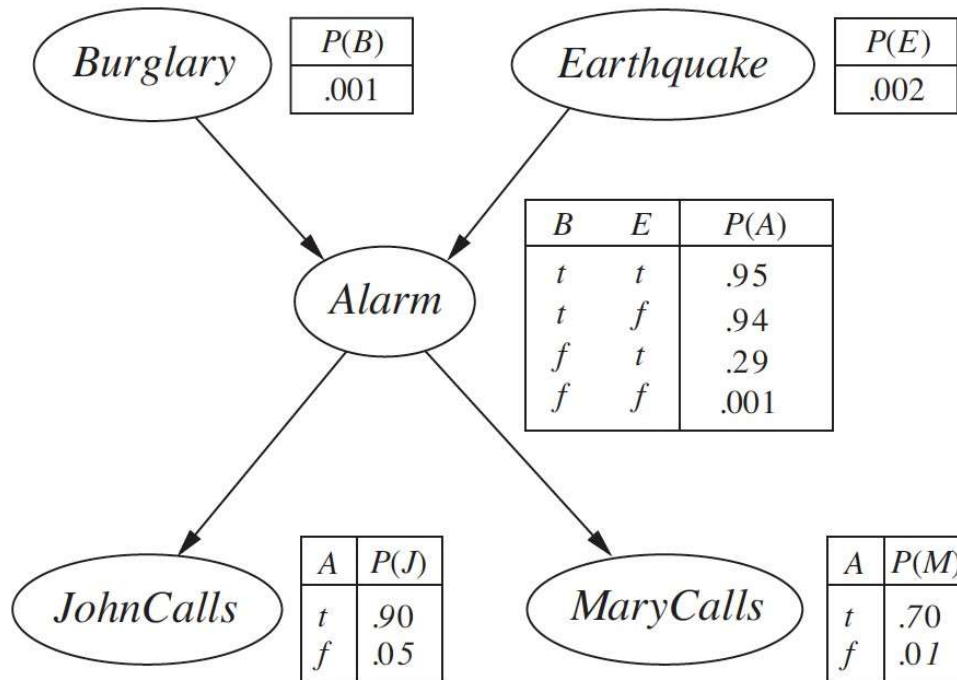 Burglary
P(B)
.001
Earthquake
P(E)
.002
B E P(A)
t t .95
t f .94
f t .29
f f .001
Alarm
JohnCalls
A P(J)
t .90
f .05
MaryCalls
A P(M)
t .70
f .01